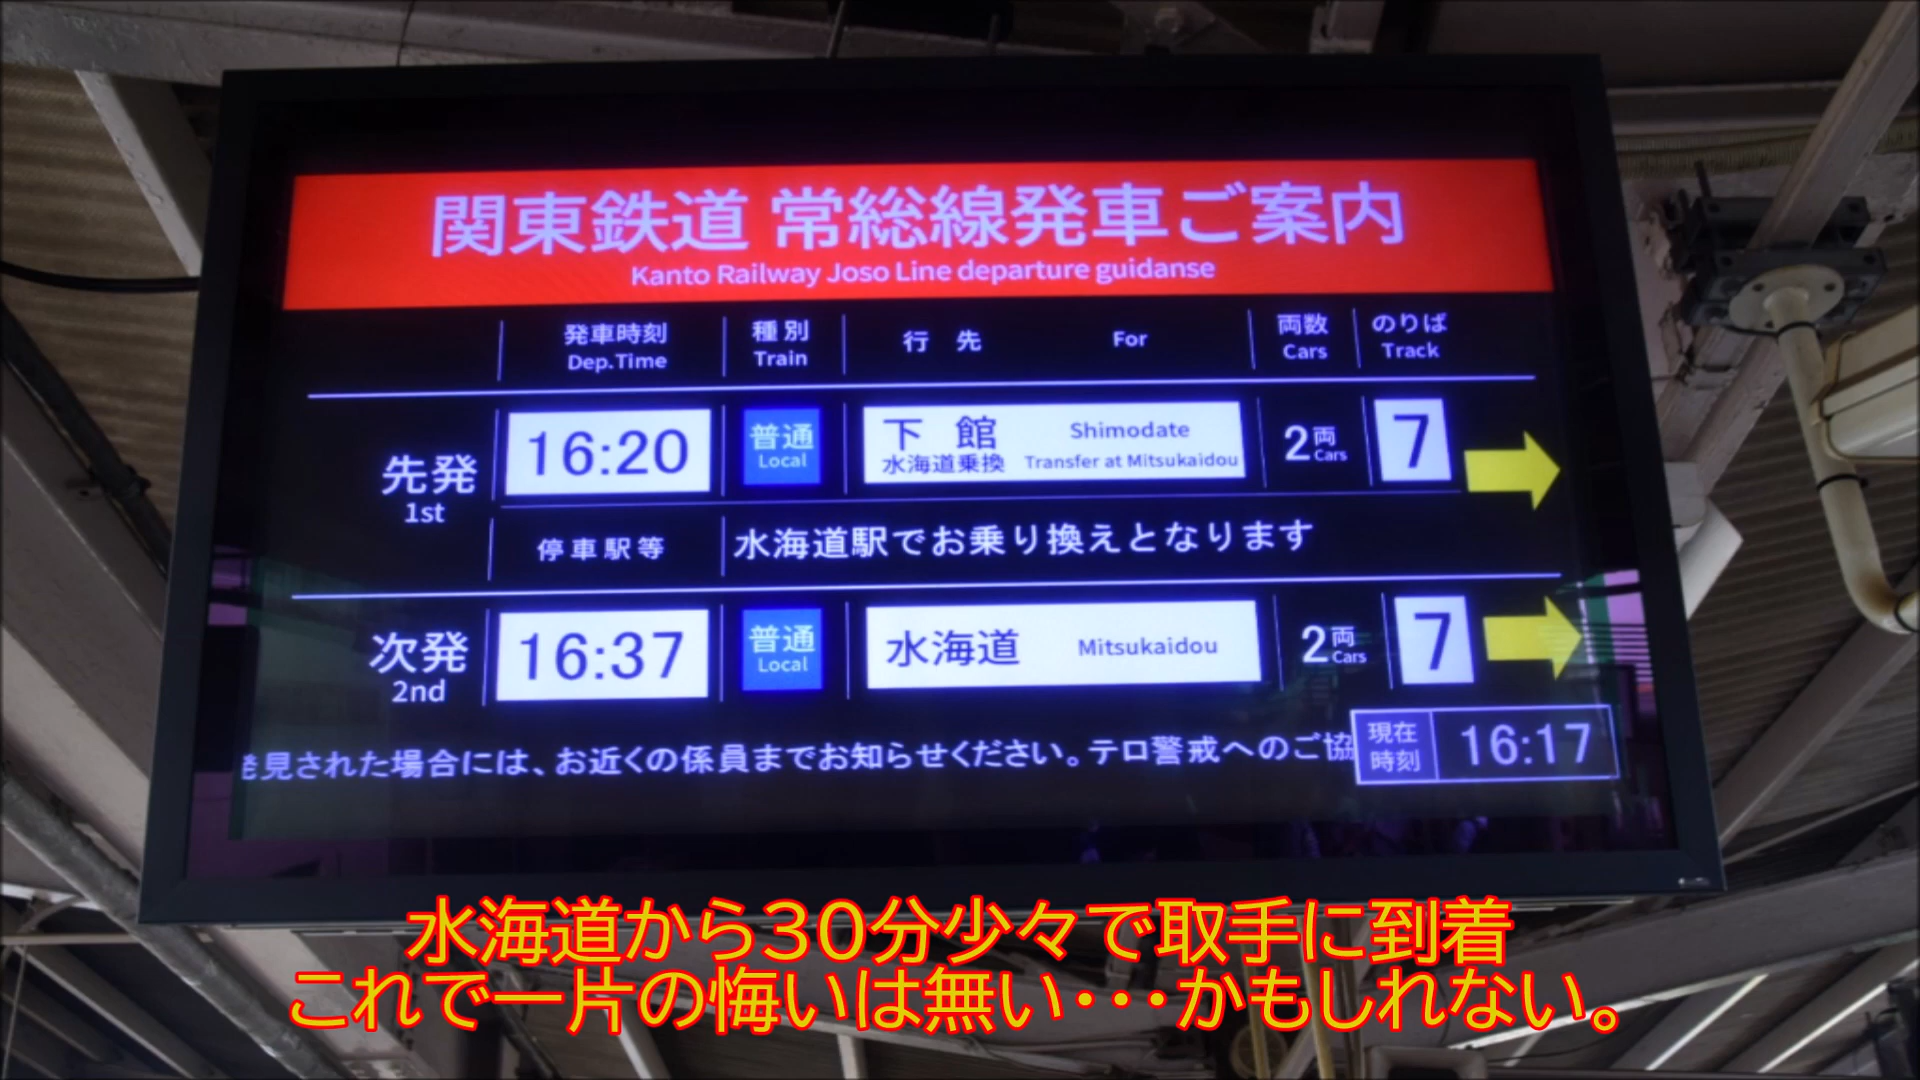 関東鉄道 常総線発車ご案内
Kanto Railway Joso Line departure guidanse
発車時刻 種別 行先 For 両数 のりば
Dep.Time Train Cars Track
先発 1st 16:20 普通 Local 下館 Shimodate 水海道乗換 Transfer at Mitsukaidou 2両 Cars 7
停車駅等 水海道駅でお乗り換えとなります
次発 2nd 16:37 普通 Local 水海道 Mitsukaidou 2両 Cars 7
見された場合には、お近くの係員までお知らせください。テロ警戒へのご協
現在時刻 16:17
水海道から30分少々で取手に到着
これで一片の悔いは無い・・・かもしれない。